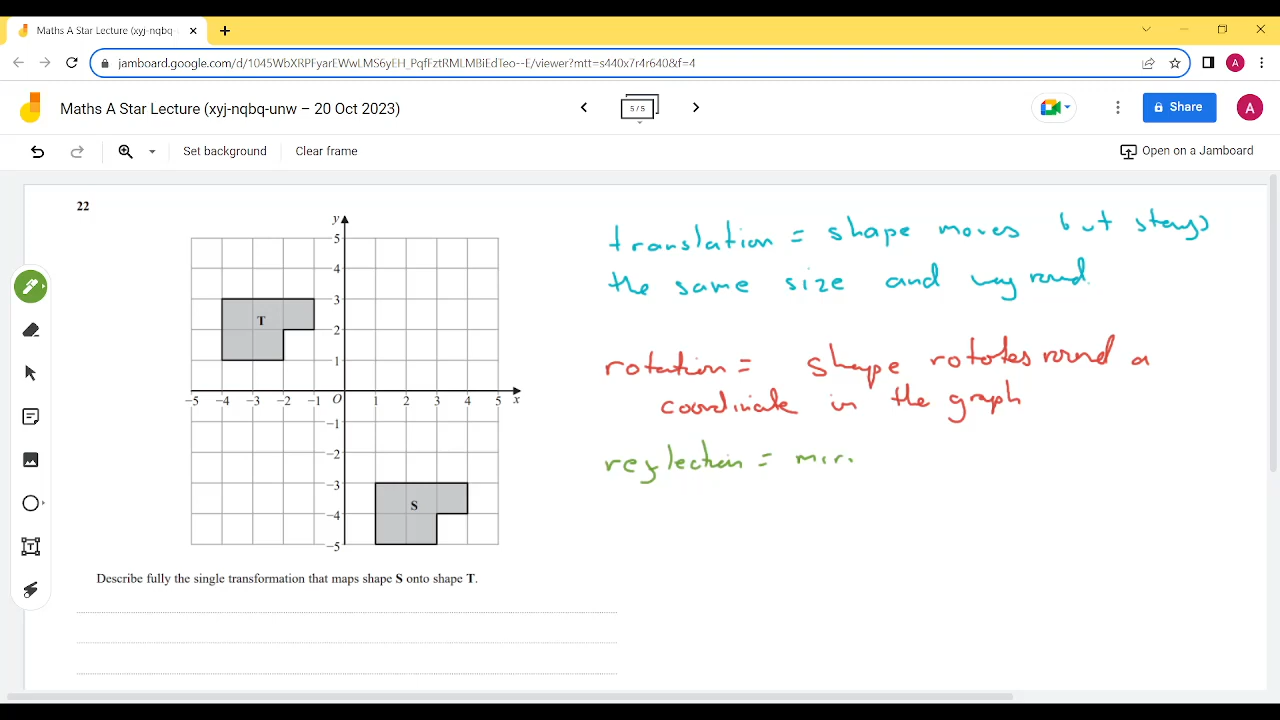 Maths A Star Lecture (xyj-nqbq-
jamboard.google.com/d/1045WbXRPFyarEWwLMS6yEH_PqfFztRMLMBiEdTeo--E/viewer?mtt=s440x7r4r640&f=4
A
Maths A Star Lecture (xyj-nqbq-unw – 20 Oct 2023)
5/5
Share
A
Set background
Clear frame
Open on a Jamboard
22
y
5
4
3
2
1
−5 −4 −3 −2 −1 O 1 2 3 4 5 x
−1
−2
−3
−4
−5
T
S
Describe fully the single transformation that maps shape S onto shape T.
translation = shape moves but stays
the same size and way round
rotation = shape rotates round a
coordinate in the graph
reflection = mir.